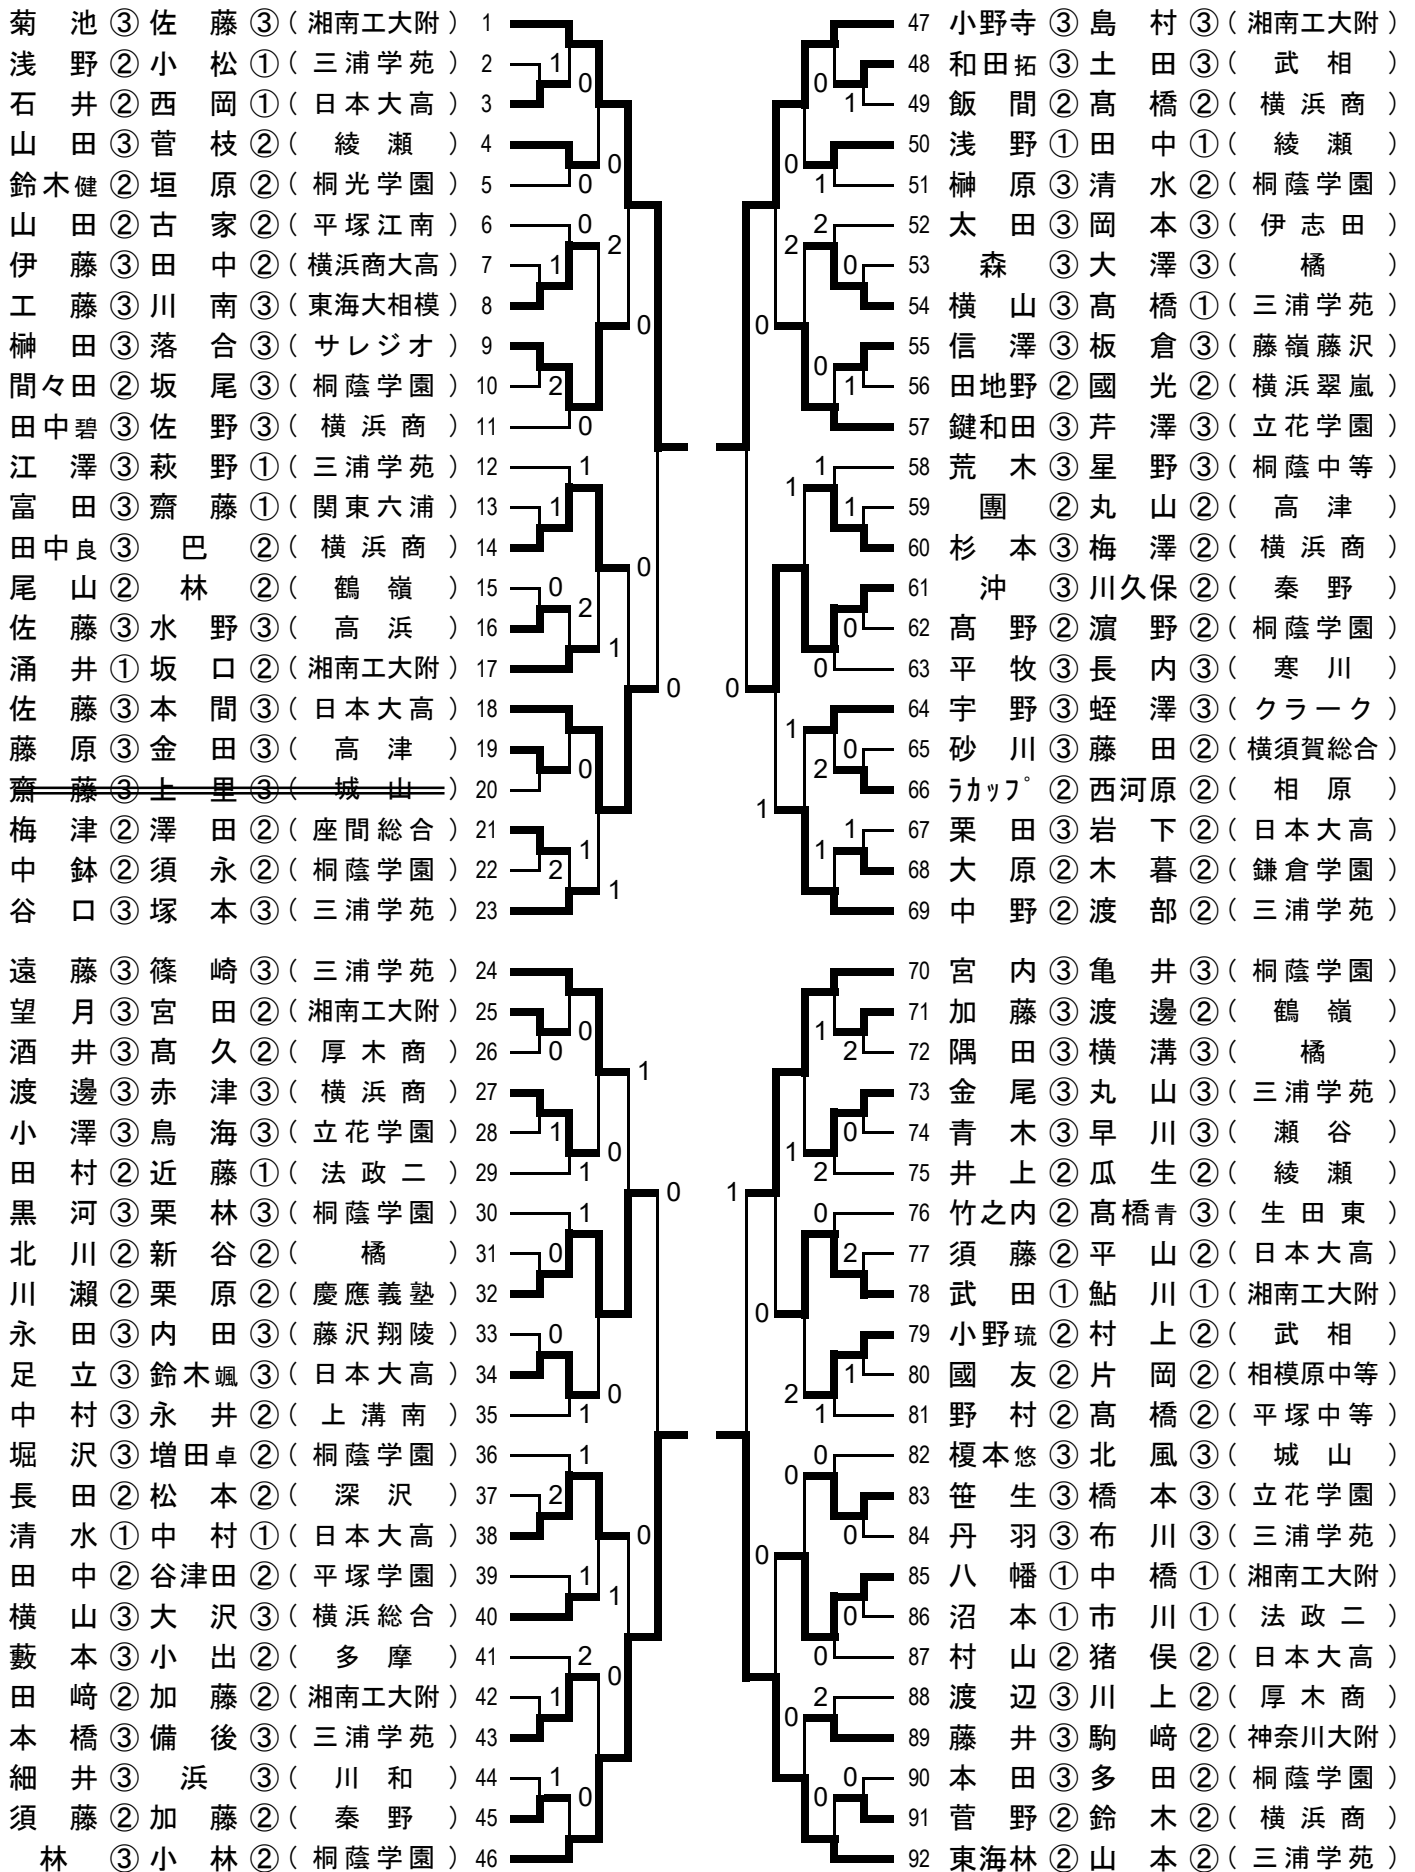 菊池③佐藤③(湘南工大附) 1
浅野②小松①(三浦学苑) 2
石井②西岡①(日本大高) 3
山田③菅枝②(綾瀬) 4
鈴木健②垣原②(桐光学園) 5
山田②古家②(平塚江南) 6
伊藤③田中②(横浜商大高) 7
工藤③川南③(東海大相模) 8
榊田③落合③(サレジオ) 9
間々田②坂尾③(桐蔭学園) 10
田中碧③佐野③(横浜商) 11
江澤③萩野①(三浦学苑) 12
富田③齋藤①(関東六浦) 13
田中良③巴②(横浜商) 14
尾山②林②(鶴嶺) 15
佐藤③水野③(高浜) 16
涌井①坂口②(湘南工大附) 17
佐藤③本間③(日本大高) 18
藤原③金田③(高津) 19
齋藤③上里③(城山) 20
梅津②澤田②(座間総合) 21
中鉢②須永②(桐蔭学園) 22
谷口③塚本③(三浦学苑) 23
遠藤③篠崎③(三浦学苑) 24
望月③宮田②(湘南工大附) 25
酒井③髙久②(厚木商) 26
渡邊③赤津③(横浜商) 27
小澤③鳥海③(立花学園) 28
田村②近藤①(法政二) 29
黒河③栗林③(桐蔭学園) 30
北川②新谷②(橘) 31
川瀬②栗原②(慶應義塾) 32
永田③内田③(藤沢翔陵) 33
足立③鈴木颯③(日本大高) 34
中村③永井②(上溝南) 35
堀沢③増田卓②(桐蔭学園) 36
長田②松本②(深沢) 37
清水①中村①(日本大高) 38
田中②谷津田②(平塚学園) 39
横山③大沢③(横浜総合) 40
藪本③小出②(多摩) 41
田﨑②加藤②(湘南工大附) 42
本橋③備後③(三浦学苑) 43
細井③浜③(川和) 44
須藤②加藤②(秦野) 45
林③小林②(桐蔭学園) 46
47 小野寺③島村③(湘南工大附)
48 和田拓③土田③(武相)
49 飯間②髙橋②(横浜商)
50 浅野①田中①(綾瀬)
51 榊原③清水②(桐蔭学園)
52 太田③岡本③(伊志田)
53 森③大澤③(橘)
54 横山③髙橋①(三浦学苑)
55 信澤③板倉③(藤嶺藤沢)
56 田地野②國光②(横浜翠嵐)
57 鍵和田③芹澤③(立花学園)
58 荒木③星野③(桐蔭中等)
59 團②丸山②(高津)
60 杉本③梅澤②(横浜商)
61 沖③川久保②(秦野)
62 髙野②濵野②(桐蔭学園)
63 平牧③長内③(寒川)
64 宇野③蛭澤③(クラーク)
65 砂川③藤田②(横須賀総合)
66 ラカップ②西河原②(相原)
67 栗田③岩下②(日本大高)
68 大原②木暮②(鎌倉学園)
69 中野②渡部②(三浦学苑)
70 宮内③亀井③(桐蔭学園)
71 加藤③渡邊②(鶴嶺)
72 隅田③横溝③(橘)
73 金尾③丸山③(三浦学苑)
74 青木③早川③(瀬谷)
75 井上②瓜生②(綾瀬)
76 竹之内②髙橋青③(生田東)
77 須藤②平山②(日本大高)
78 武田①鮎川①(湘南工大附)
79 小野琉②村上②(武相)
80 國友②片岡②(相模原中等)
81 野村②髙橋②(平塚中等)
82 榎本悠③北風③(城山)
83 笹生③橋本③(立花学園)
84 丹羽③布川③(三浦学苑)
85 八幡①中橋①(湘南工大附)
86 沼本①市川①(法政二)
87 村山②猪俣②(日本大高)
88 渡辺③川上②(厚木商)
89 藤井③駒﨑②(神奈川大附)
90 本田③多田②(桐蔭学園)
91 菅野②鈴木②(横浜商)
92 東海林②山本②(三浦学苑)